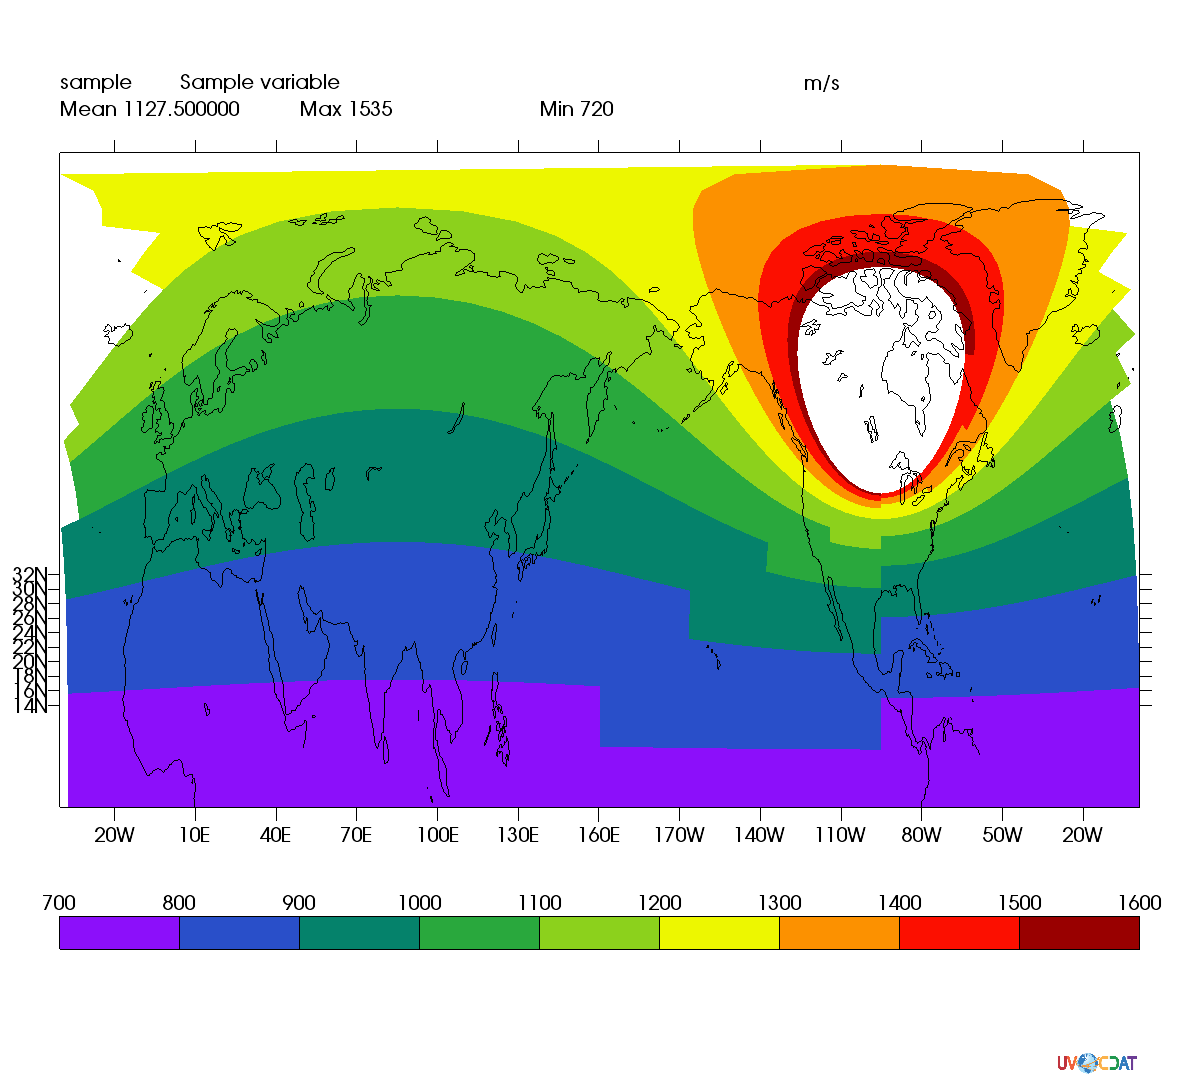 sample Sample variable m/s
Mean 1127.500000 Max 1535 Min 720
32N
30N
28N
26N
24N
22N
20N
18N
16N
14N
20W 10E 40E 70E 100E 130E 160E 170W 140W 110W 80W 50W 20W
700 800 900 1000 1100 1200 1300 1400 1500 1600
UV CDAT